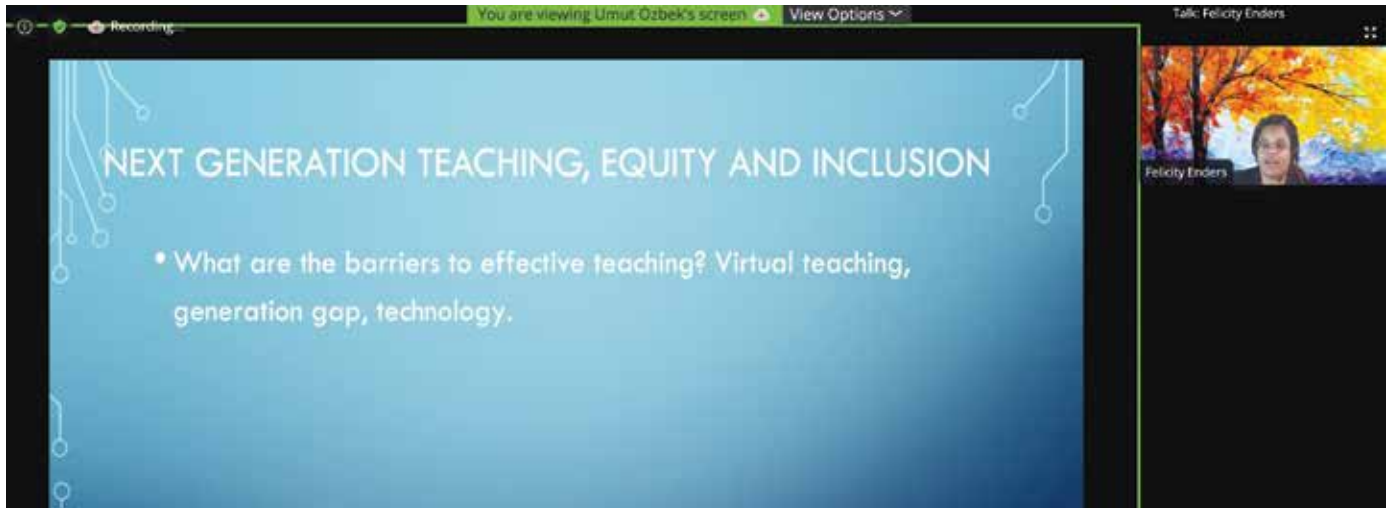 You are viewing Umut Ozbek's screen
View Options
Talk: Felicity Enders
Recording...
NEXT GENERATION TEACHING, EQUITY AND INCLUSION
Felicity Enders
• What are the barriers to effective teaching? Virtual teaching,
generation gap, technology.